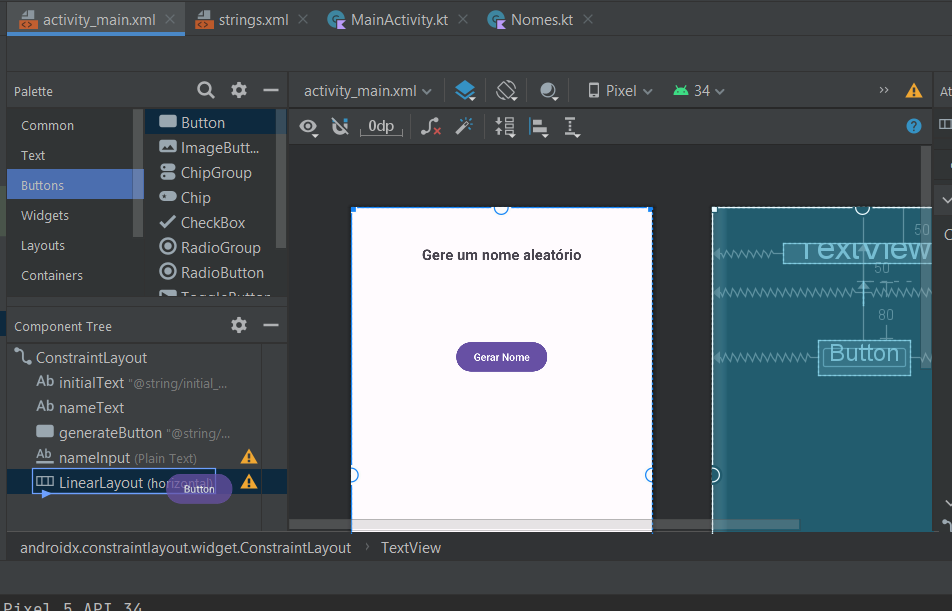 activity_main.xml strings.xml MainActivity.kt Nomes.kt
Palette
activity_main.xml Pixel 34
At
Common
Text
Buttons
Widgets
Layouts
Containers
Button
ImageButt...
ChipGroup
Chip
CheckBox
RadioGroup
RadioButton
ToggleButton
0dp
?
Gere um nome aleatório
Gerar Nome
TextView
50
50
80
Button
Component Tree
ConstraintLayout
Ab initialText "@string/initial_...
Ab nameText
generateButton "@string/...
Ab nameInput (Plain Text)
LinearLayout (horizontal)
Button
androidx.constraintlayout.widget.ConstraintLayout › TextView
Pixel 5 API 34